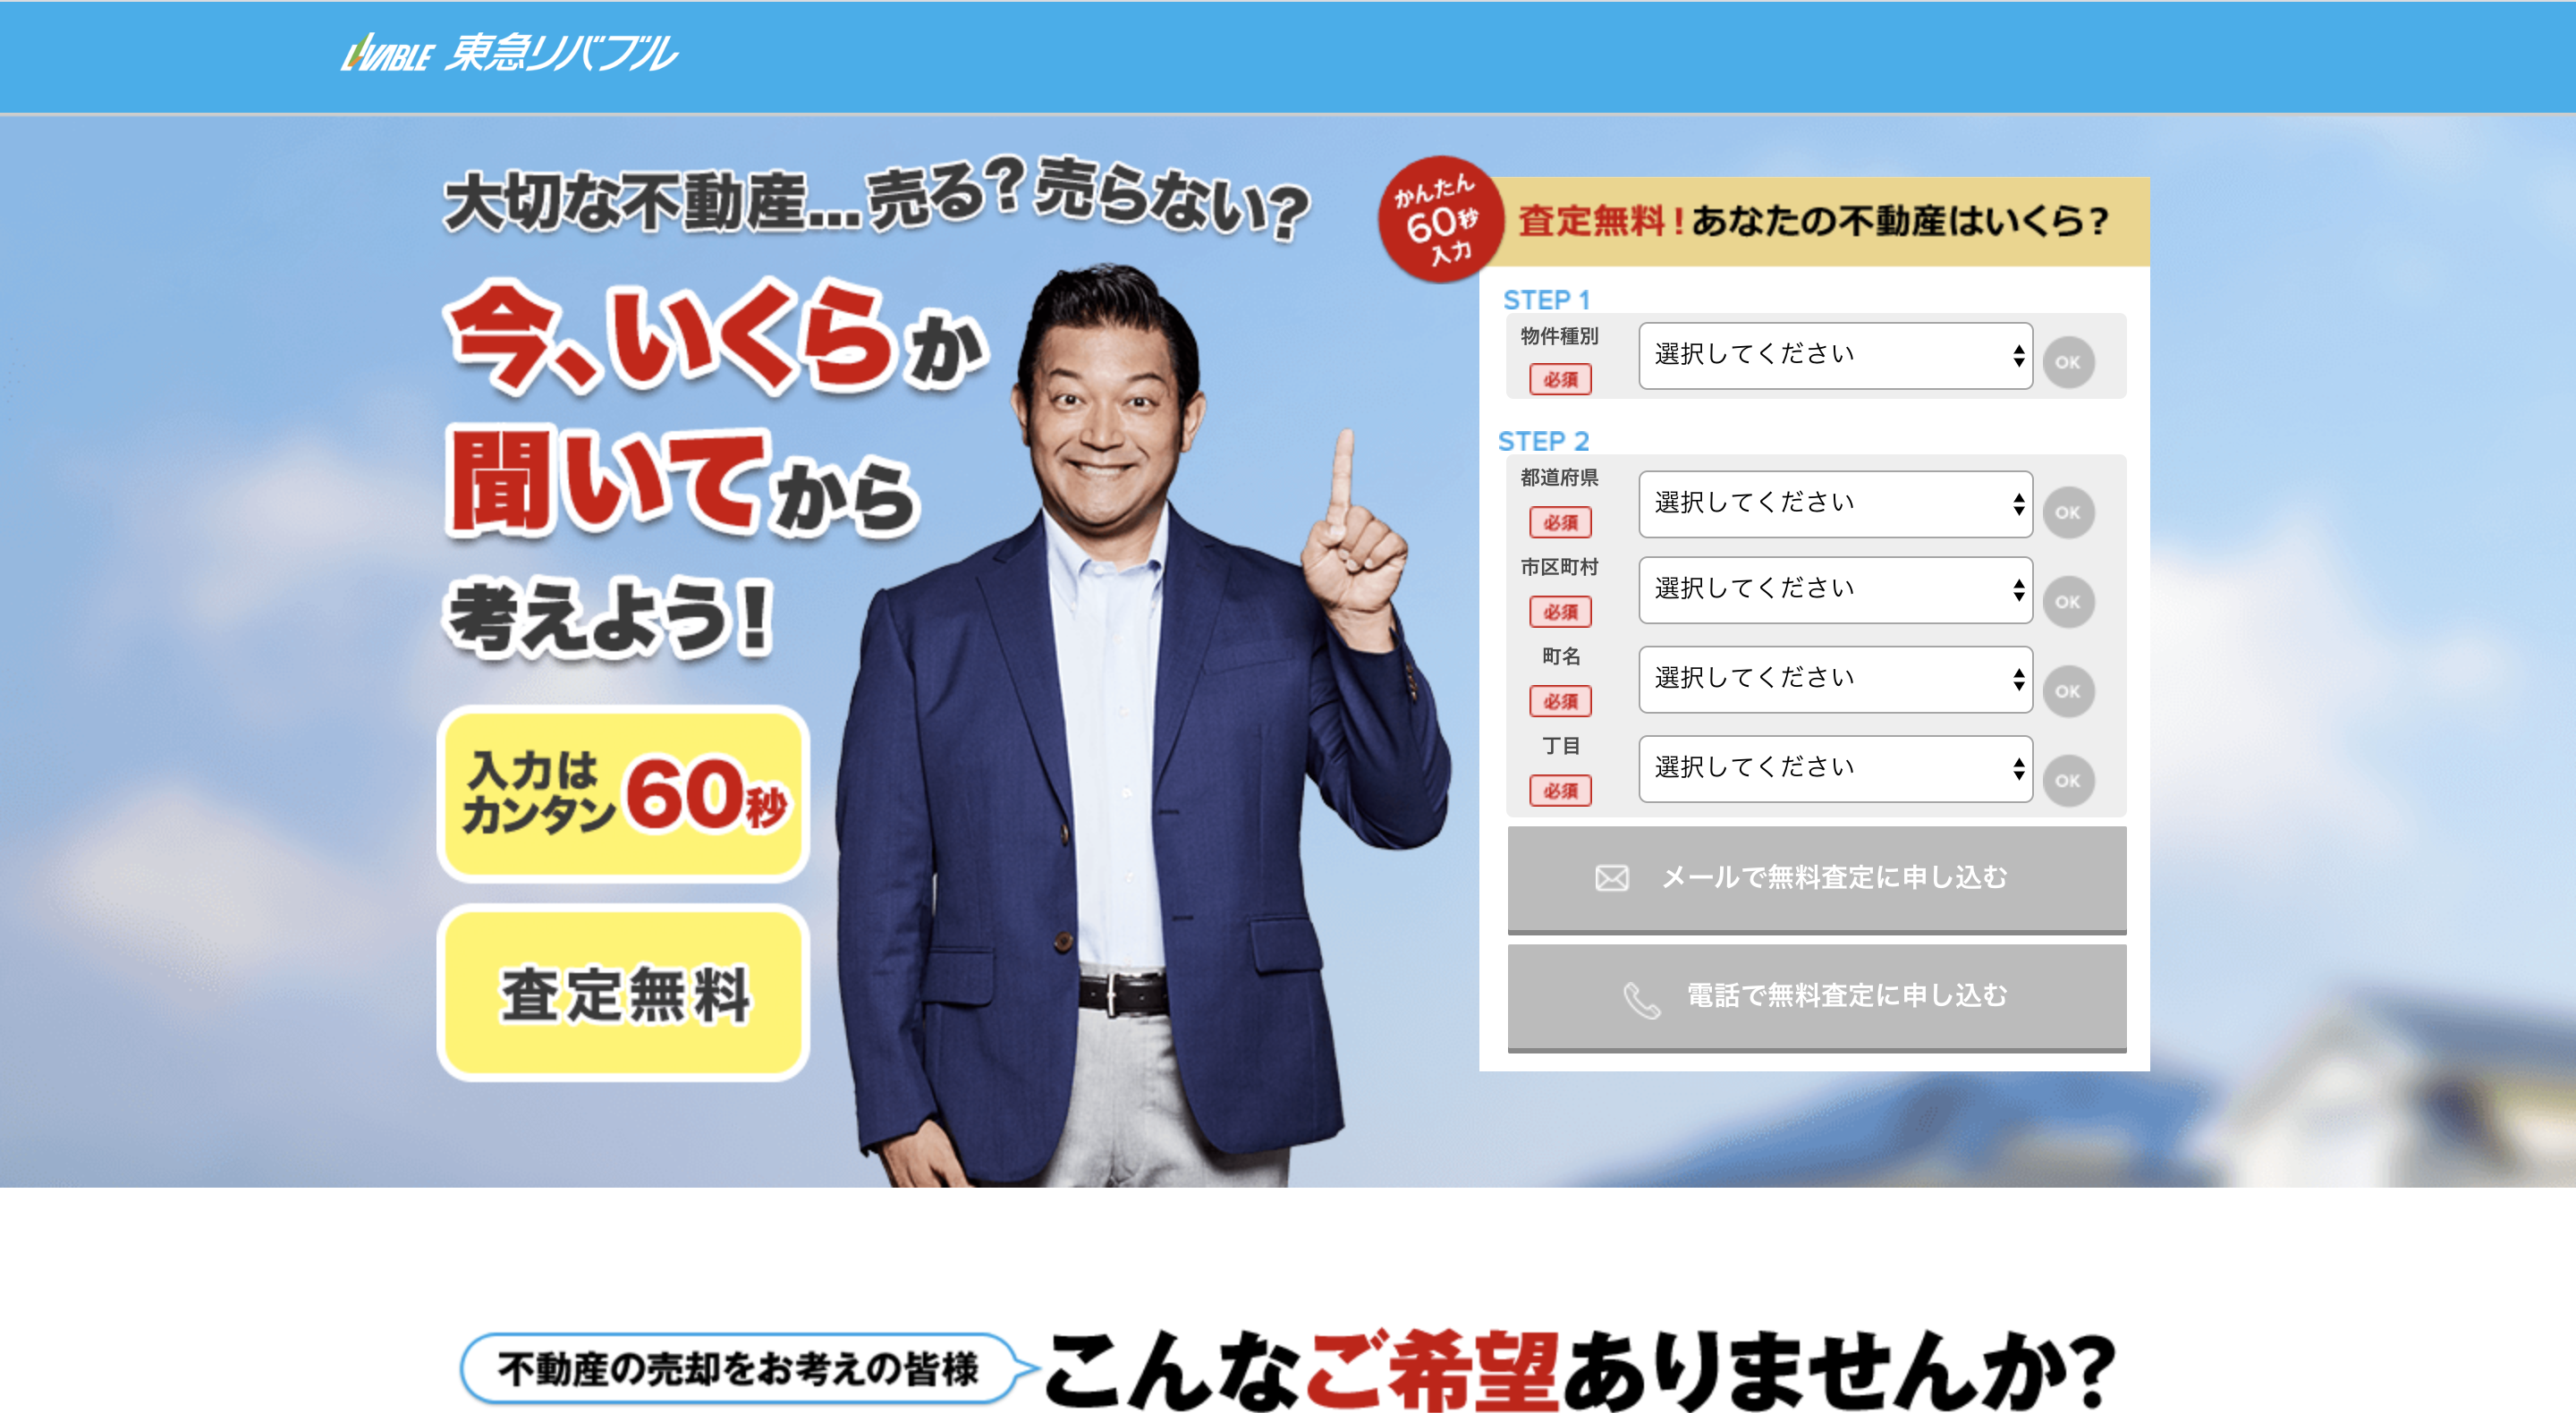 LIVABLE 東急リバブル
大切な不動産...売る?売らない?
今、いくらか
聞いてから
考えよう!
入力は
カンタン
60秒
査定無料
かんたん
60秒
入力
査定無料!あなたの不動産はいくら?
STEP 1
物件種別
必須
選択してください
OK
STEP 2
都道府県
必須
選択してください
OK
市区町村
必須
選択してください
OK
町名
必須
選択してください
OK
丁目
必須
選択してください
OK
メールで無料査定に申し込む
電話で無料査定に申し込む
不動産の売却をお考えの皆様
こんなご希望ありませんか?